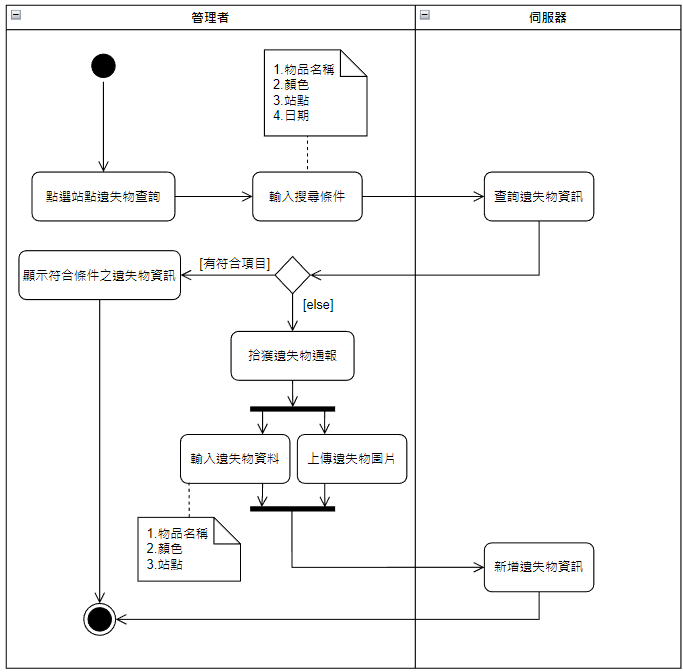 管理者
伺服器
1.物品名稱
2.顏色
3.站點
4.日期
點選站點遺失物查詢
輸入搜尋條件
查詢遺失物資訊
[有符合項目]
顯示符合條件之遺失物資訊
[else]
拾獲遺失物通報
輸入遺失物資料
上傳遺失物圖片
1.物品名稱
2.顏色
3.站點
新增遺失物資訊